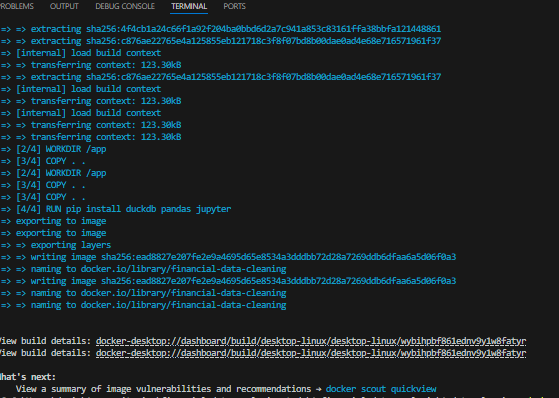 PROBLEMS OUTPUT DEBUG CONSOLE TERMINAL PORTS
=> => extracting sha256:4f4cb1a24c66f1a92f204ba0bbd6d2a7c941a853c83161ffa38bbfa121448861
=> => extracting sha256:c876ae22765e4a125855eb121718c3f8f07bd8b00dae0ad4e68e716571961f37
=> [internal] load build context
=> => transferring context: 123.30kB
=> => extracting sha256:c876ae22765e4a125855eb121718c3f8f07bd8b00dae0ad4e68e716571961f37
=> [internal] load build context
=> => transferring context: 123.30kB
=> [internal] load build context
=> => transferring context: 123.30kB
=> => transferring context: 123.30kB
=> [2/4] WORKDIR /app
=> [3/4] COPY . .
=> [2/4] WORKDIR /app
=> [3/4] COPY . .
=> [3/4] COPY . .
=> [4/4] RUN pip install duckdb pandas jupyter
=> exporting to image
=> exporting to image
=> => exporting layers
=> => writing image sha256:ead8827e207fe2e9a4695d65e8534a3dddbb72d28a7269ddb6dfaa6a5d06f0a3
=> => naming to docker.io/library/financial-data-cleaning
=> => writing image sha256:ead8827e207fe2e9a4695d65e8534a3dddbb72d28a7269ddb6dfaa6a5d06f0a3
=> => naming to docker.io/library/financial-data-cleaning
=> => naming to docker.io/library/financial-data-cleaning
View build details: docker-desktop://dashboard/build/desktop-linux/desktop-linux/wybihpbf861ednv9y1w8fatyr
View build details: docker-desktop://dashboard/build/desktop-linux/desktop-linux/wybihpbf861ednv9y1w8fatyr
What's next:
View a summary of image vulnerabilities and recommendations → docker scout quickview